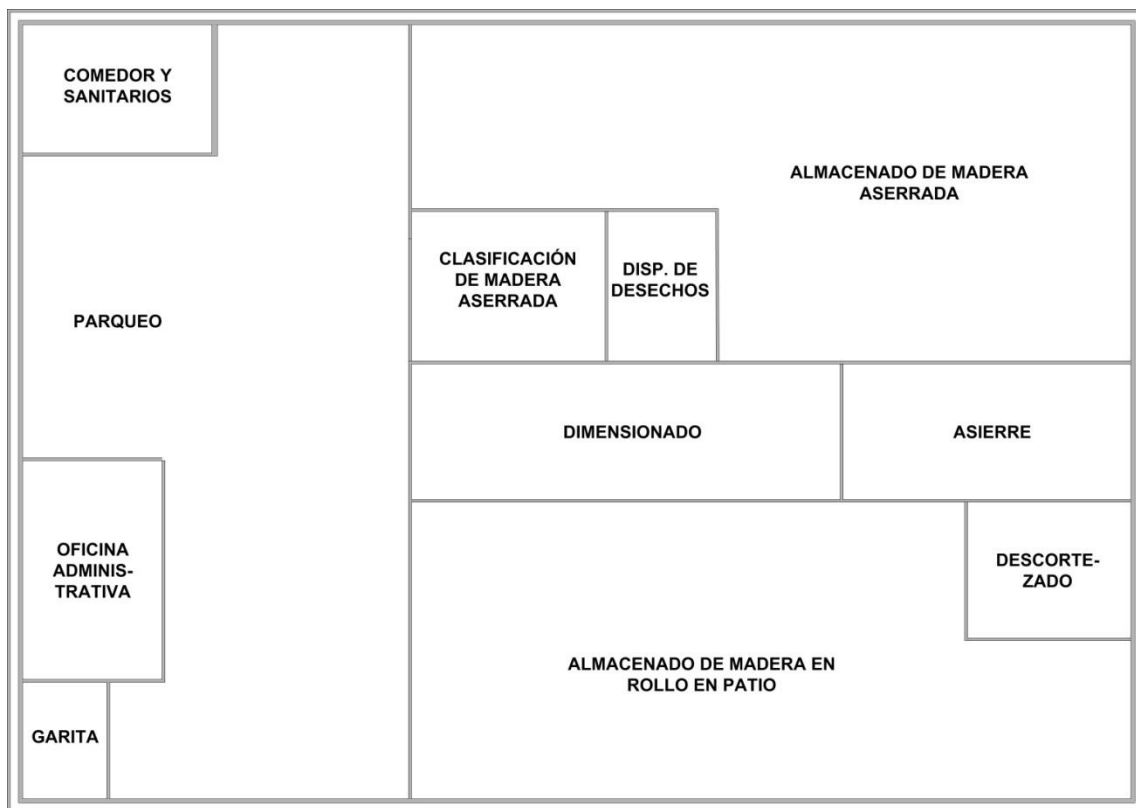 COMEDOR Y
SANITARIOS
ALMACENADO DE MADERA
ASERRADA
CLASIFICACIÓN
DE MADERA
ASERRADA
DISP. DE
DESECHOS
PARQUEO
DIMENSIONADO
ASIERRE
OFICINA
ADMINIS-
TRATIVA
DESCORTE-
ZADO
ALMACENADO DE MADERA EN
ROLLO EN PATIO
GARITA